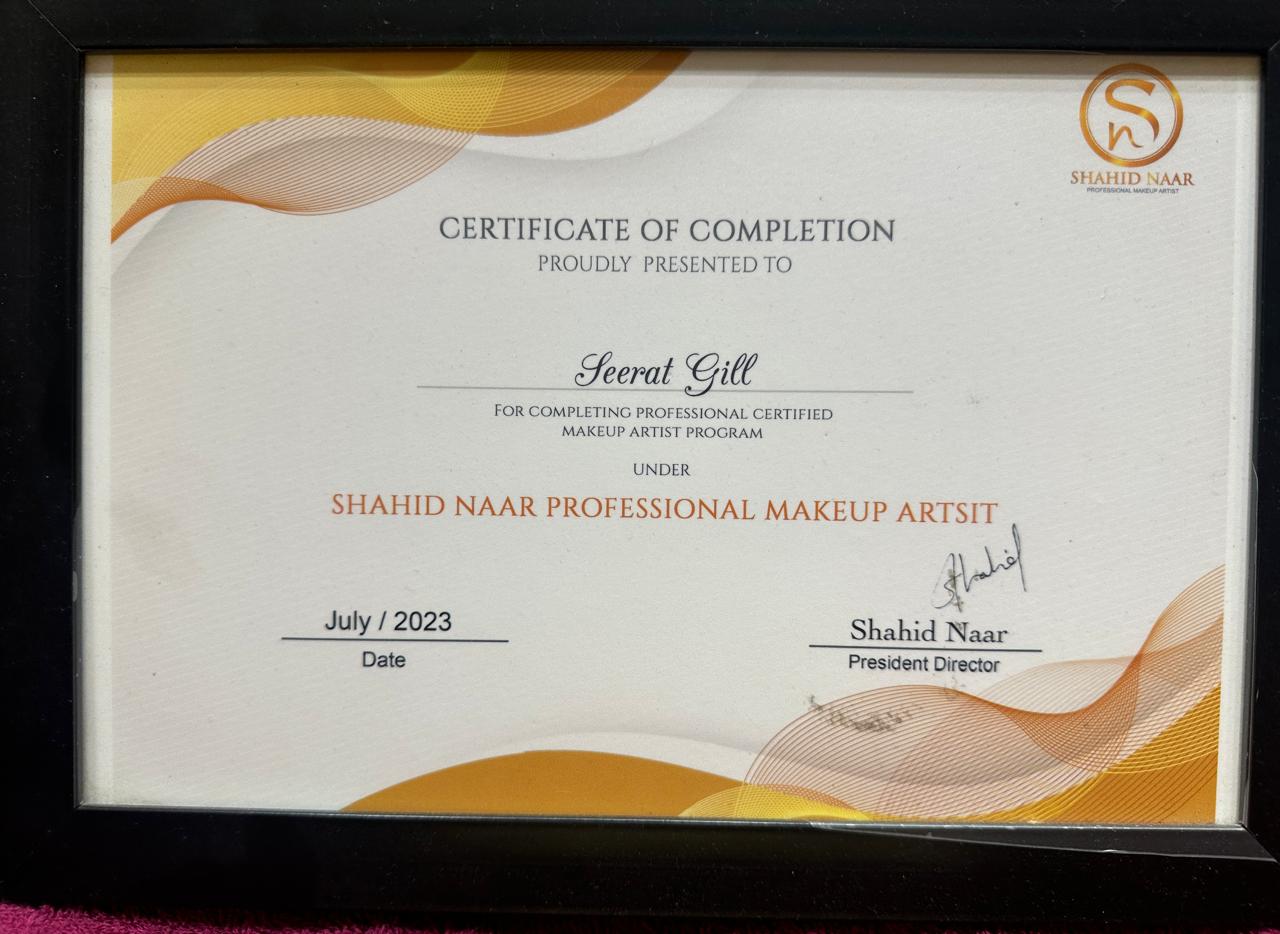 Sn
SHAHID NAAR
PROFESSIONAL MAKEUP ARTIST
CERTIFICATE OF COMPLETION
PROUDLY PRESENTED TO
Seerat Gill
FOR COMPLETING PROFESSIONAL CERTIFIED
MAKEUP ARTIST PROGRAM
UNDER
SHAHID NAAR PROFESSIONAL MAKEUP ARTSIT
July / 2023
Date
Shahid
Shahid Naar
President Director